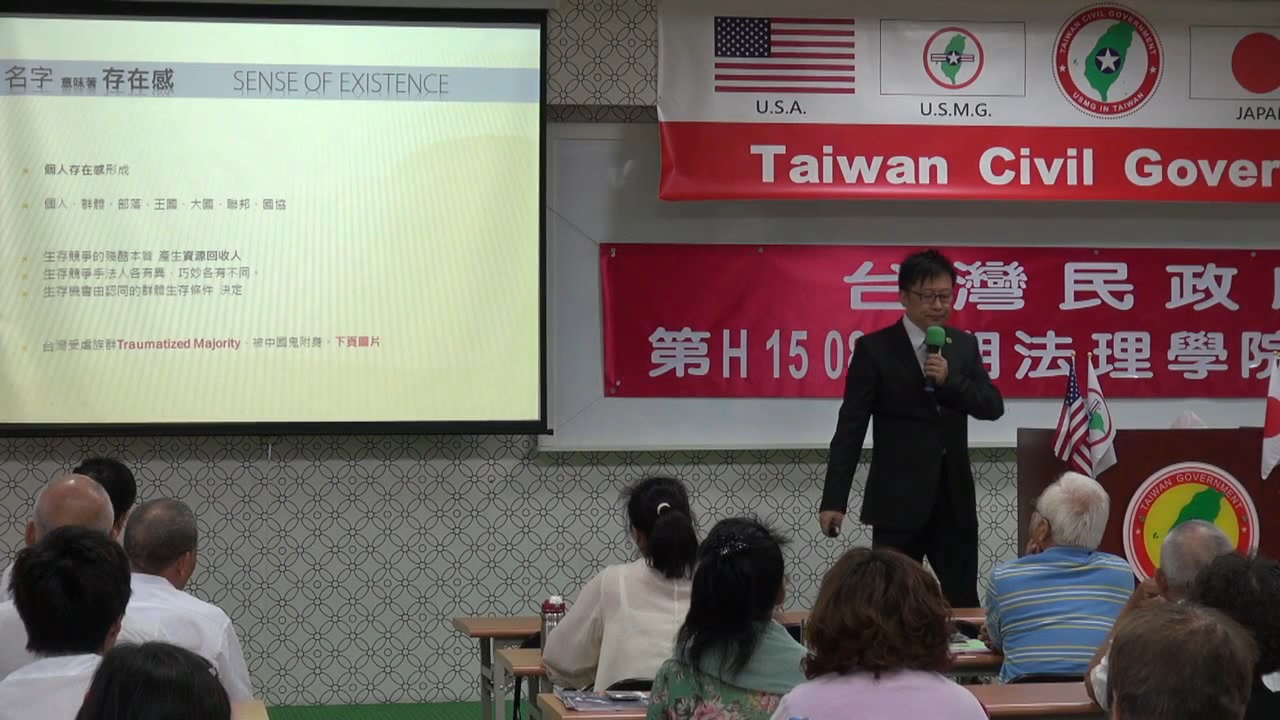 名字 意味著 存在感 SENSE OF EXISTENCE
個人存在感形成
個人、群體、部落、王國、大國、聯邦、國協
生存競爭的殘酷本質 產生資源回收人
生存競爭手法人各有異，巧妙各有不同。
生存機會由認同的群體生存條件 決定
台灣受虐族群Traumatized Majority，被中國鬼附身。下頁圖片
U.S.A.
U.S.M.G.
TAIWAN CIVIL GOVERNMENT
USMG IN TAIWAN
JAPA
Taiwan Civil Gover
台灣民政
第H 15 0 期法理學院
TAIWAN GOVERNMENT